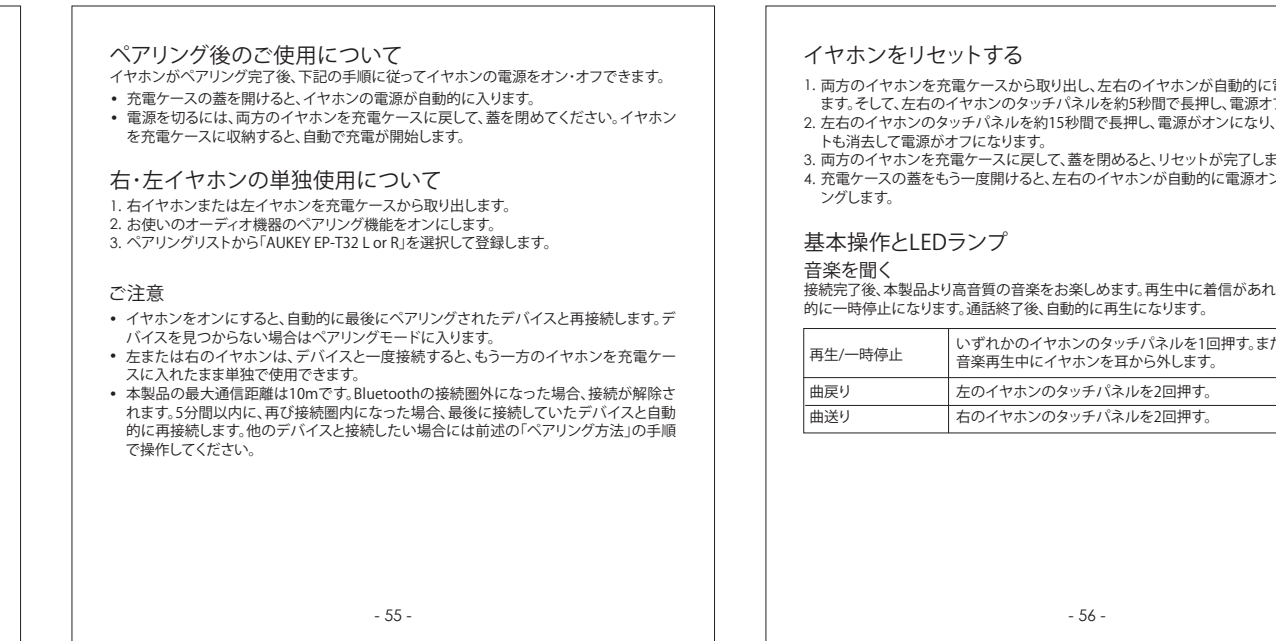 ペアリング後のご使用について
イヤホンがペアリング完了後、下記の手順に従ってイヤホンの電源をオン・オフできます。
• 充電ケースの蓋を開けると、イヤホンの電源が自動的に入ります。
• 電源を切るには、両方のイヤホンを充電ケースに戻して、蓋を閉めてください。イヤホン
を充電ケースに収納すると、自動で充電が開始します。
右・左イヤホンの単独使用について
1. 右イヤホンまたは左イヤホンを充電ケースから取り出します。
2. お使いのオーディオ機器のペアリング機能をオンにします。
3. ペアリングリストから「AUKEY EP-T32 L or R」を選択して登録します。
ご注意
• イヤホンをオンにすると、自動的に最後にペアリングされたデバイスと再接続します。デ
バイスを見つからない場合はペアリングモードに入ります。
• 左または右のイヤホンは、デバイスと一度接続すると、もう一方のイヤホンを充電ケー
スに入れたまま単独で使用できます。
• 本製品の最大通信距離は10mです。Bluetoothの接続圏外になった場合、接続が解除さ
れます。5分間以内に、再び接続圏内になった場合、最後に接続していたデバイスと自動
的に再接続します。他のデバイスと接続したい場合には前述の「ペアリング方法」の手順
で操作してください。
- 55 -
イヤホンをリセットする
1. 両方のイヤホンを充電ケースから取り出し、左右のイヤホンが自動的に
ます。そして、左右のイヤホンのタッチパネルを約5秒間で長押し、電源オ
2. 左右のイヤホンのタッチパネルを約15秒間で長押し、電源がオンになり、
トも消去して電源がオフになります。
3. 両方のイヤホンを充電ケースに戻して、蓋を閉めると、リセットが完了しま
4. 充電ケースの蓋をもう一度開けると、左右のイヤホンが自動的に電源オン
ングします。
基本操作とLEDランプ
音楽を聞く
接続完了後、本製品より高音質の音楽をお楽しめます。再生中に着信があれ
的に一時停止になります。通話終了後、自動的に再生になります。
再生/一時停止 いずれかのイヤホンのタッチパネルを1回押す。また
音楽再生中にイヤホンを耳から外します。
曲戻り 左のイヤホンのタッチパネルを2回押す。
曲送り 右のイヤホンのタッチパネルを2回押す。
- 56 -